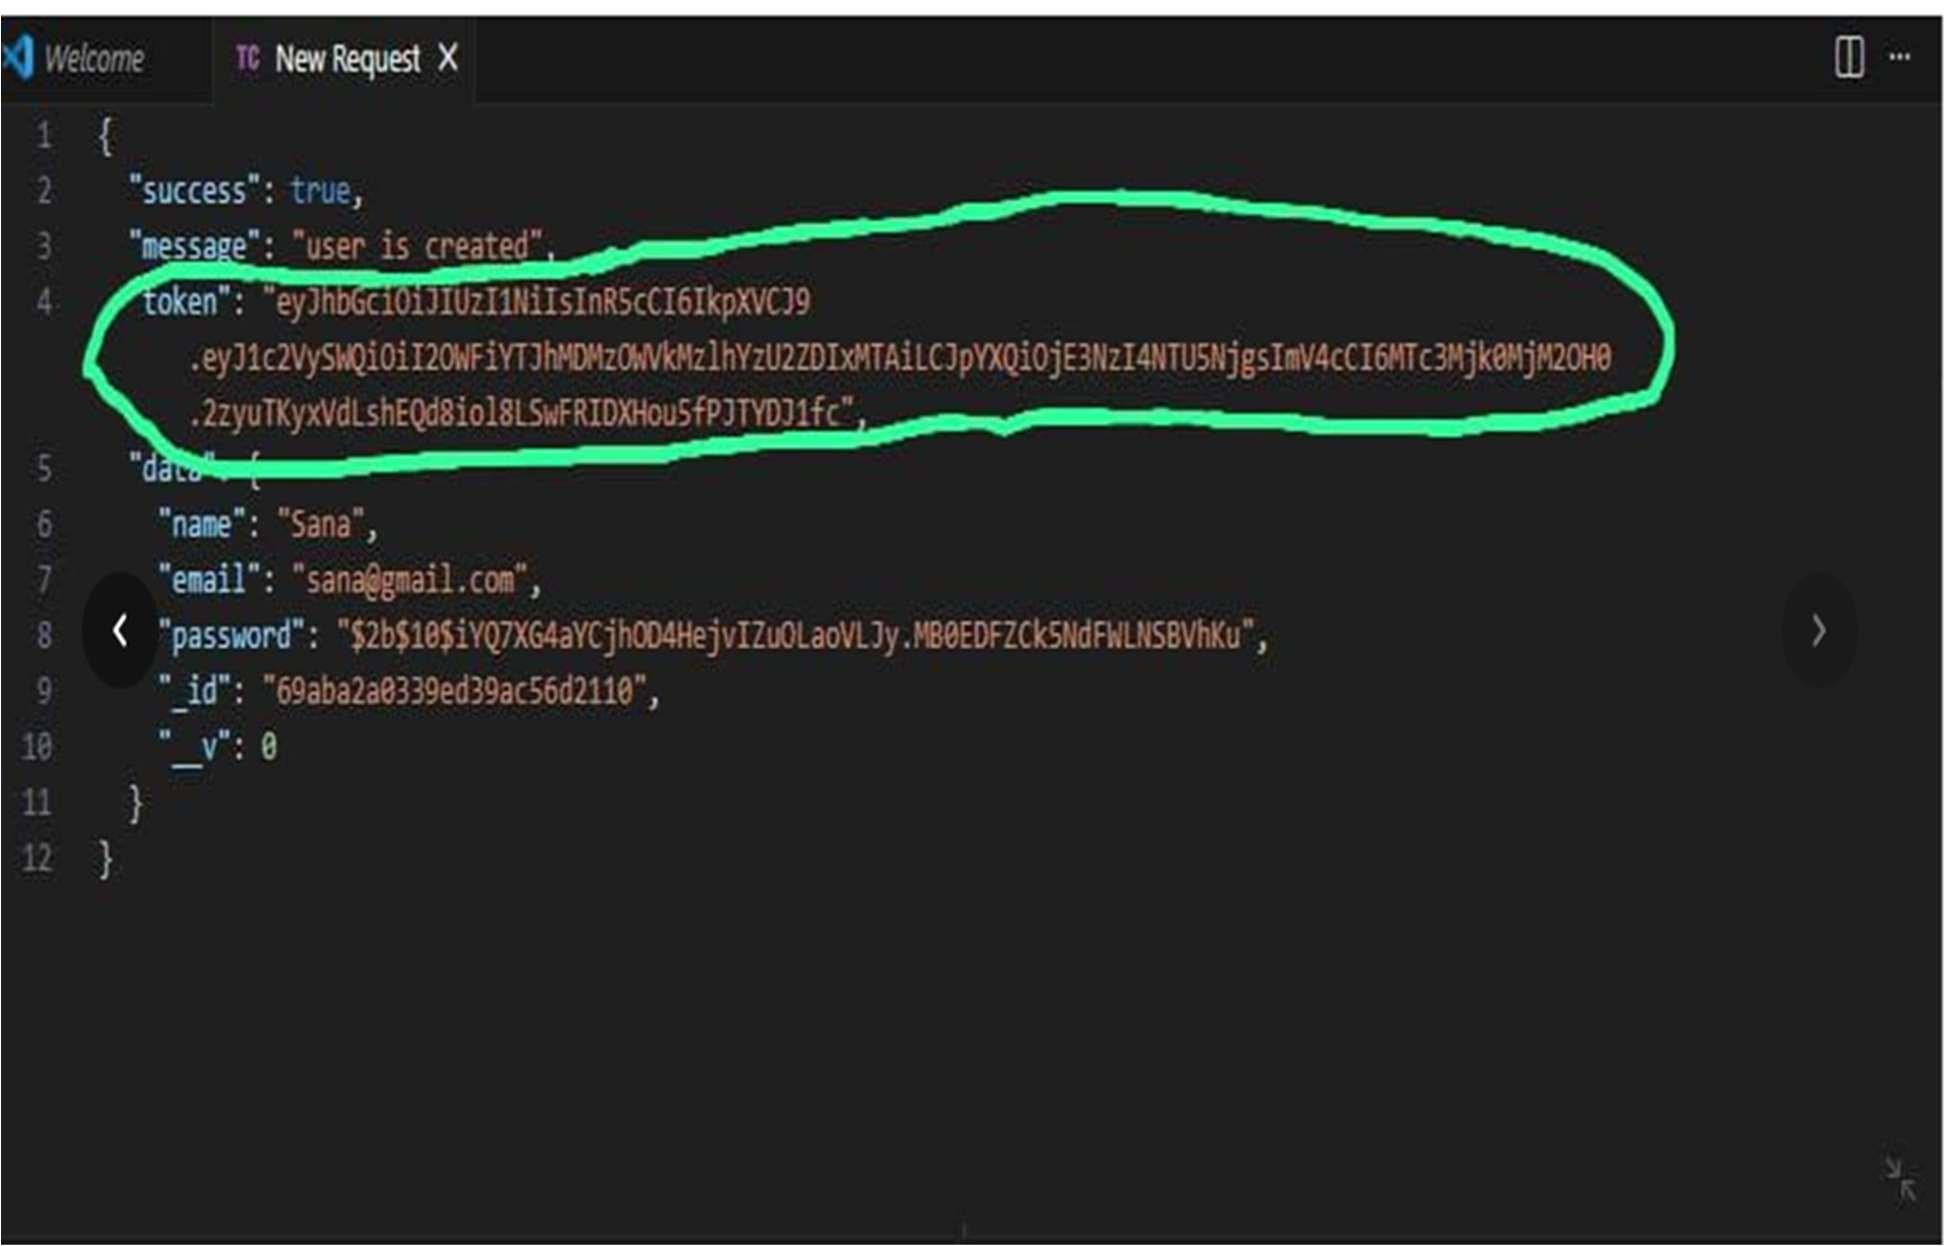 Welcome
TC New Request X
1 {
2 "success": true,
3 "message": "user is created",
4 token": "eyJhbGciOiJIUzI1NiIsInR5cCI6IkpXVCJ9
.eyJ1c2VySWQiOiI2OWFiYTJhMDMzOWVkMzlhYzU2ZDIxMTAiLCJpYXQiOjE3NzI4NTU5NjgsImV4cCI6MTc3Mjk0MjM2OH0
.2zyuTKyxVdLshEQd8iol8LSwFRIDXHou5fPJTYDJ1fc",
5 "data": {
6 "name": "Sana",
7 "email": "sana@gmail.com",
8 "password": "$2b$10$iYQ7XG4aYCjhOD4HejvIZuOLaoVLJy.MB0EDFZCk5NdFWLNSBVhKu",
9 "_id": "69aba2a0339ed39ac56d2110",
10 "__v": 0
11 }
12 }